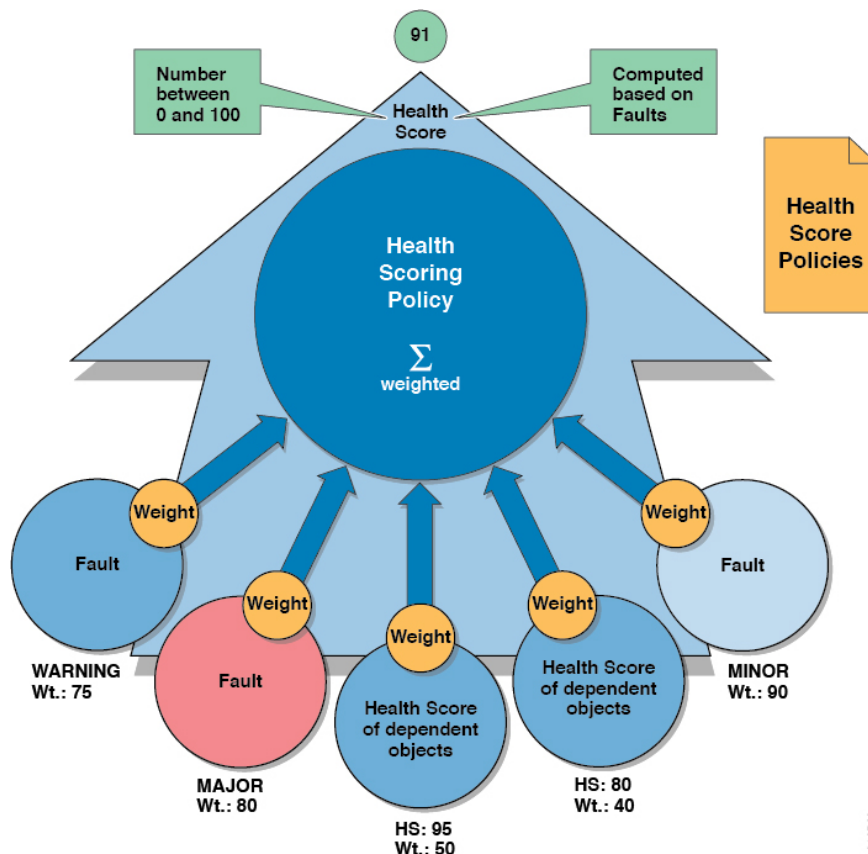 91
Number
between
0 and 100
Computed
based on
Faults
Health
Score
Health
Score
Policies
Health
Scoring
Policy
Σ
weighted
Weight
Fault
WARNING
Wt.: 75
Weight
Fault
MAJOR
Wt.: 80
Weight
Health Score
of dependent
objects
HS: 95
Wt.: 50
Weight
Health Score
of dependent
objects
HS: 80
Wt.: 40
Weight
Fault
MINOR
Wt.: 90